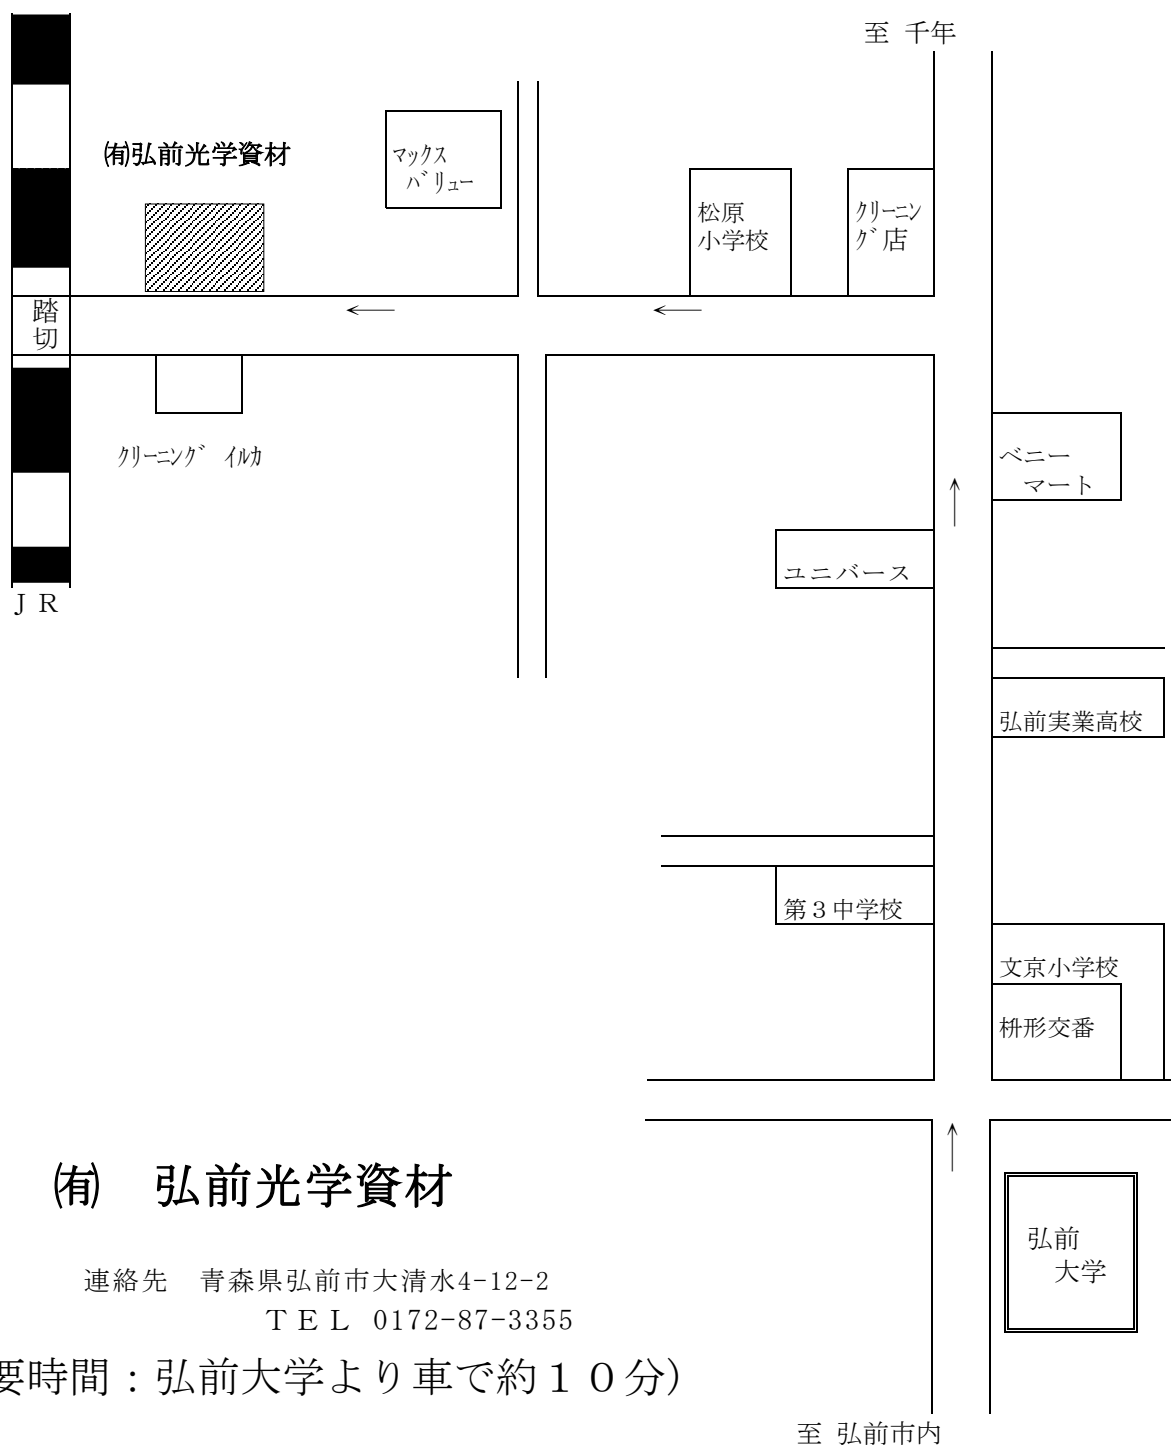 至 千年
㈲弘前光学資材
マックス
バリュー
松原
小学校
クリーニン
グ店
踏
切
クリーニング イルカ
ベニー
マート
ユニバース
ＪＲ
弘前実業高校
第３中学校
文京小学校
枡形交番
㈲ 弘前光学資材
弘前
大学
連絡先 青森県弘前市大清水4-12-2
ＴＥＬ 0172-87-3355
要時間：弘前大学より車で約１０分）
至 弘前市内